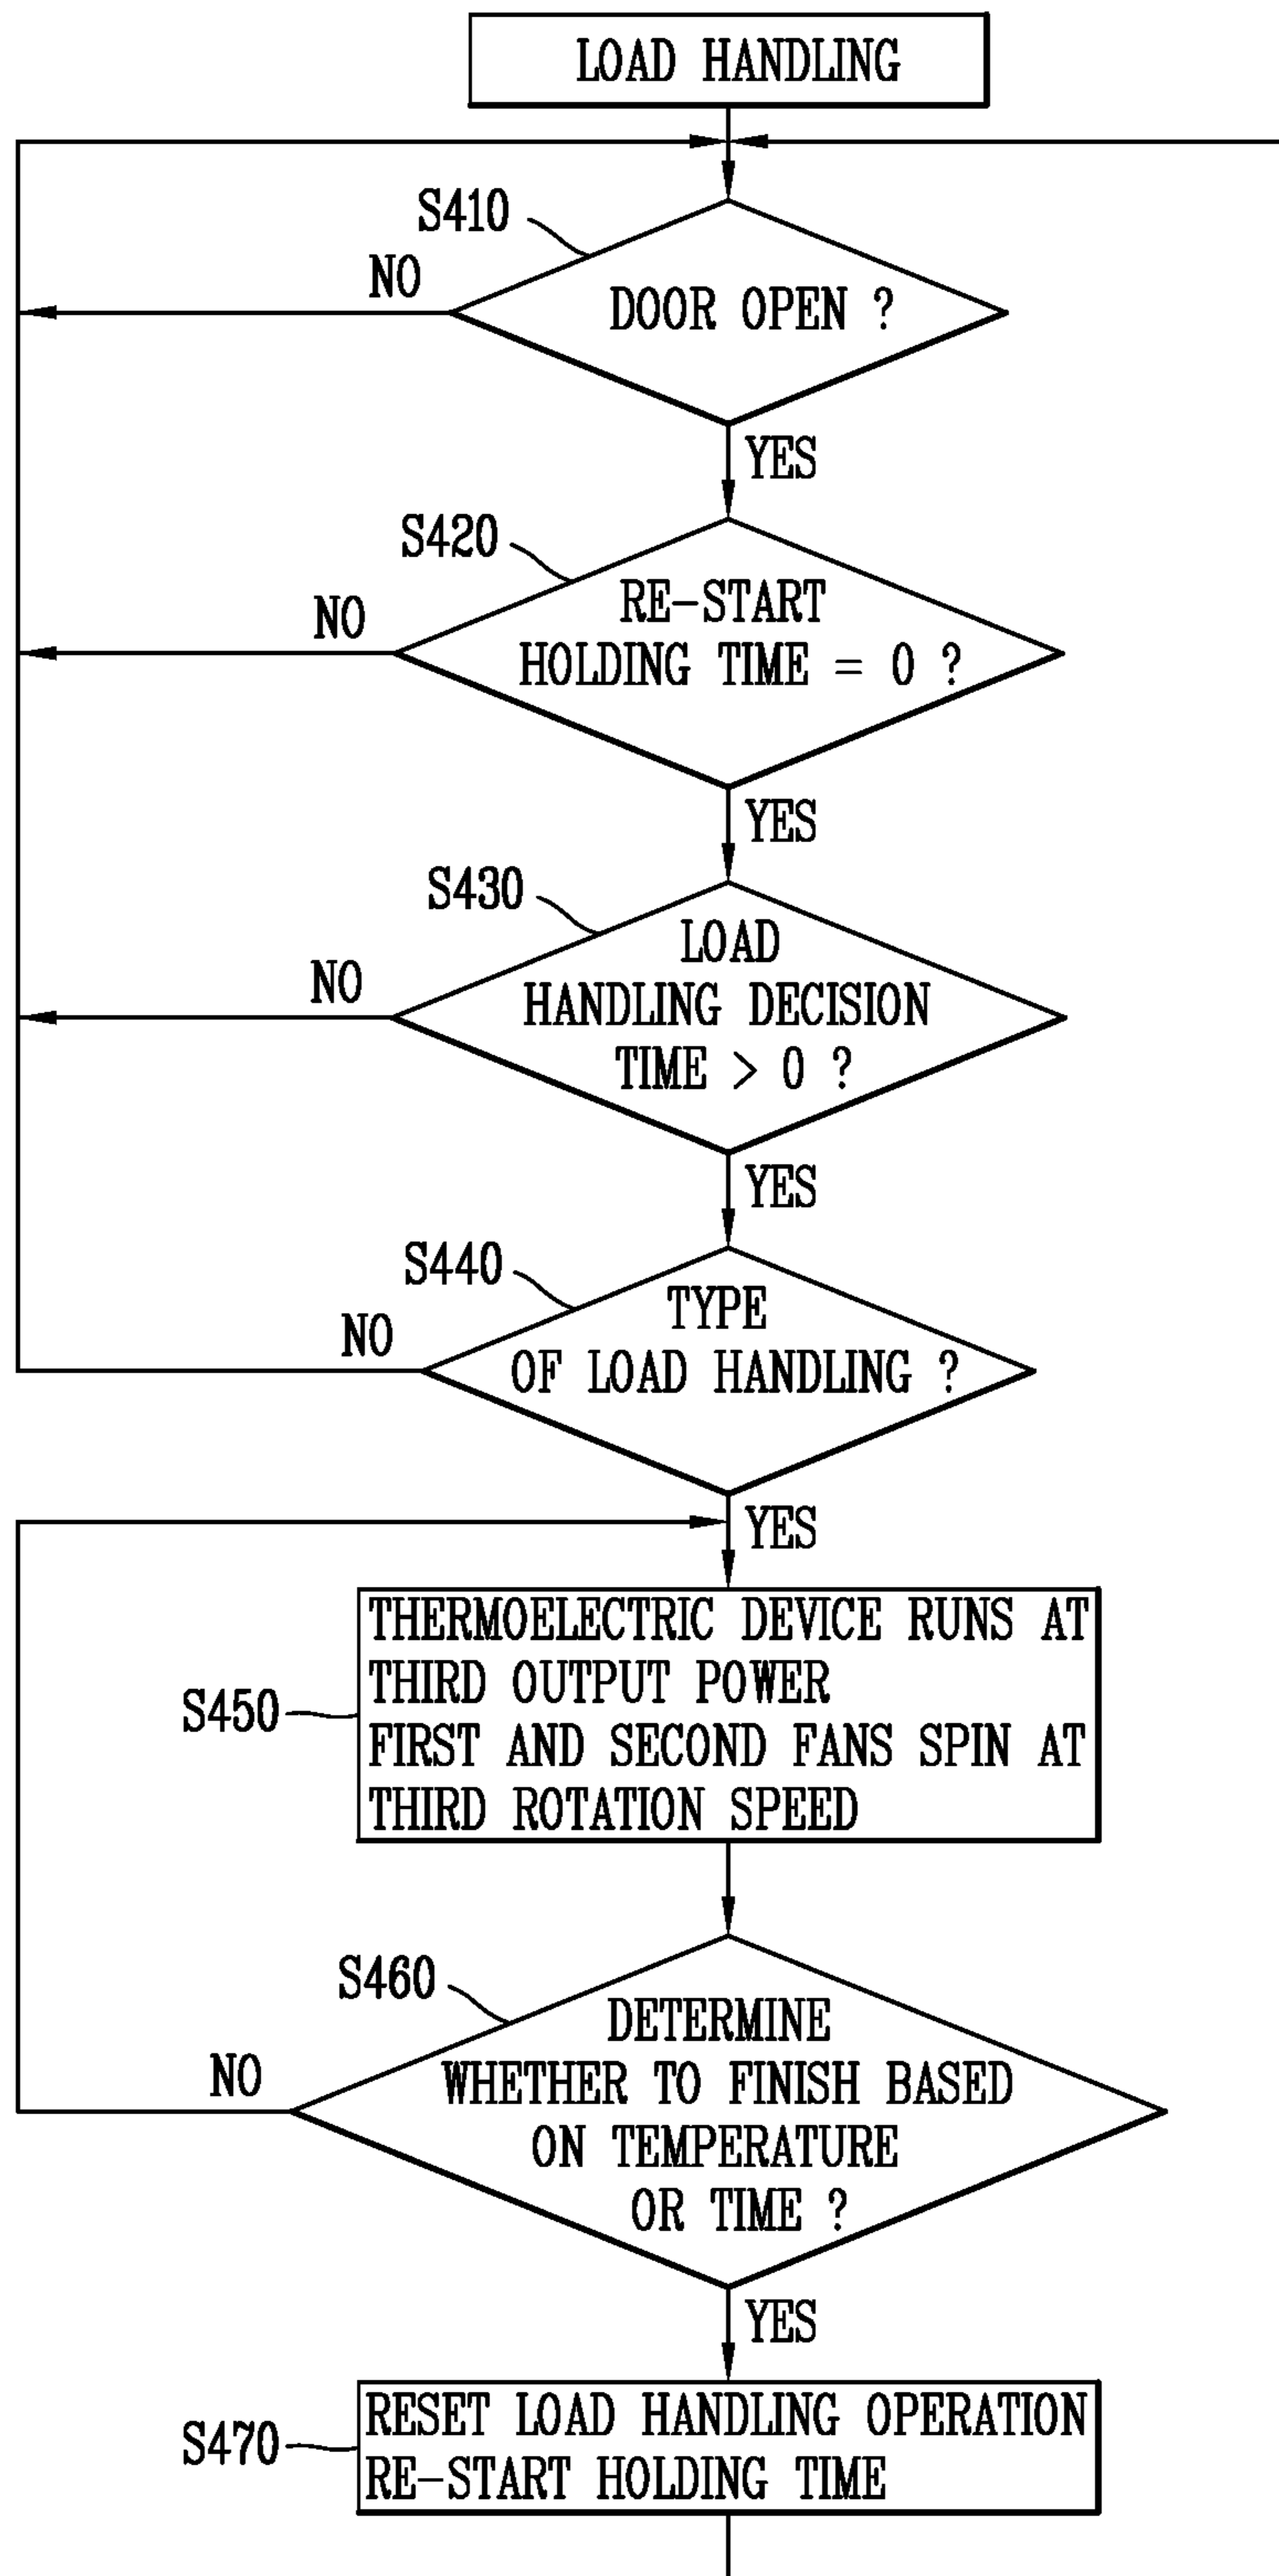 LOAD HANDLING
S410
NO
DOOR OPEN ?
YES
S420
NO
RE-START
HOLDING TIME = 0 ?
YES
S430
NO
LOAD
HANDLING DECISION
TIME > 0 ?
YES
S440
NO
TYPE
OF LOAD HANDLING ?
YES
S450
THERMOELECTRIC DEVICE RUNS AT
THIRD OUTPUT POWER
FIRST AND SECOND FANS SPIN AT
THIRD ROTATION SPEED
S460
NO
DETERMINE
WHETHER TO FINISH BASED
ON TEMPERATURE
OR TIME ?
YES
S470
RESET LOAD HANDLING OPERATION
RE-START HOLDING TIME